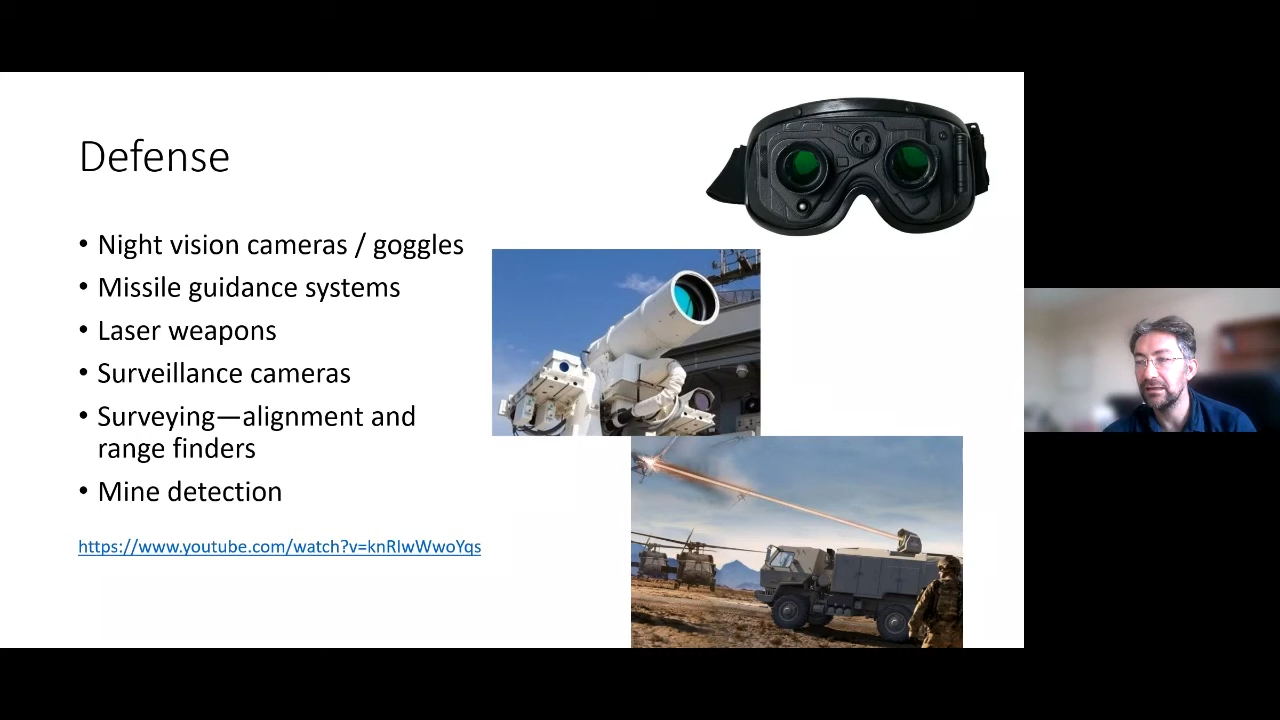 Defense
• Night vision cameras / goggles
• Missile guidance systems
• Laser weapons
• Surveillance cameras
• Surveying—alignment and
range finders
• Mine detection
https://www.youtube.com/watch?v=knRIwWwoYqs